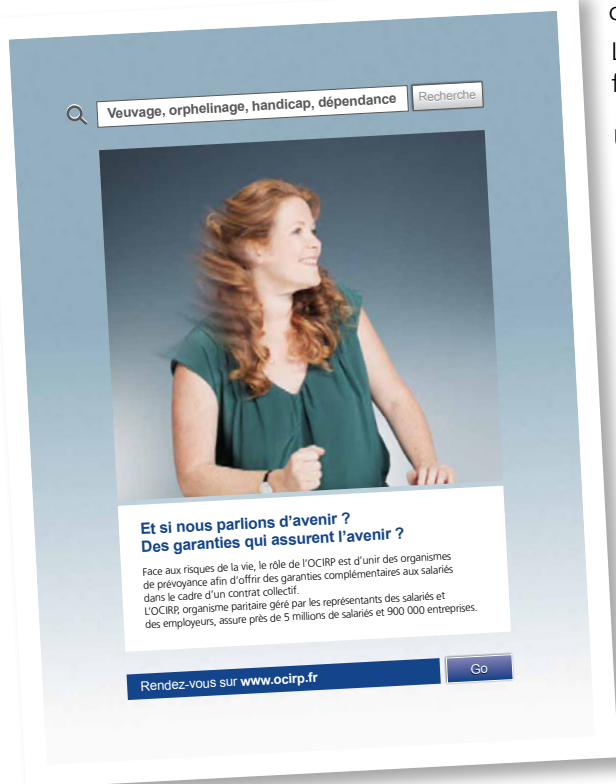 Veuvage, orphelinage, handicap, dépendance Recherche
Et si nous parlions d'avenir ?
Des garanties qui assurent l'avenir ?
Face aux risques de la vie, le rôle de l'OCIRP est d'unir des organismes
de prévoyance afin d'offrir des garanties complémentaires aux salariés
dans le cadre d'un contrat collectif.
L'OCIRP, organisme paritaire géré par les représentants des salariés et
des employeurs, assure près de 5 millions de salariés et 900 000 entreprises.
Rendez-vous sur www.ocirp.fr Go